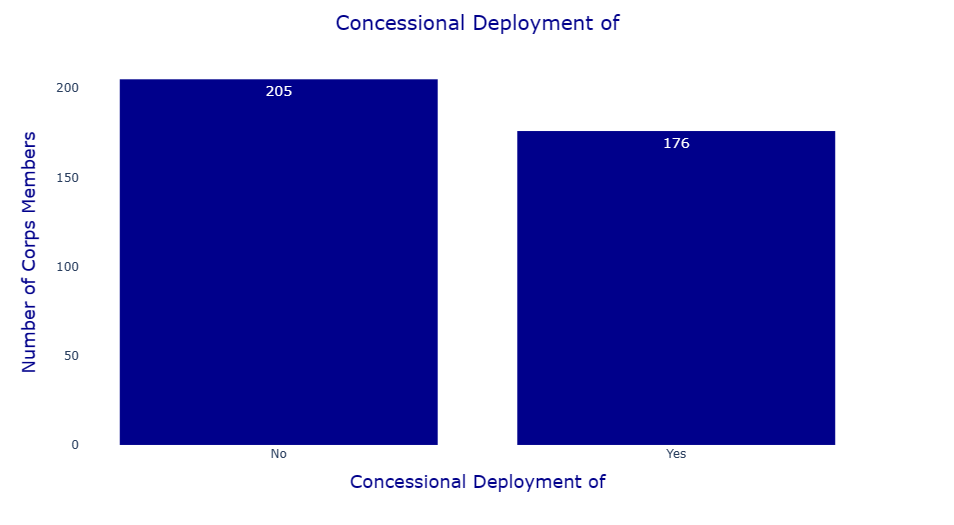 Concessional Deployment of
Number of Corps Members
200
150
100
50
0
205
176
No
Yes
Concessional Deployment of